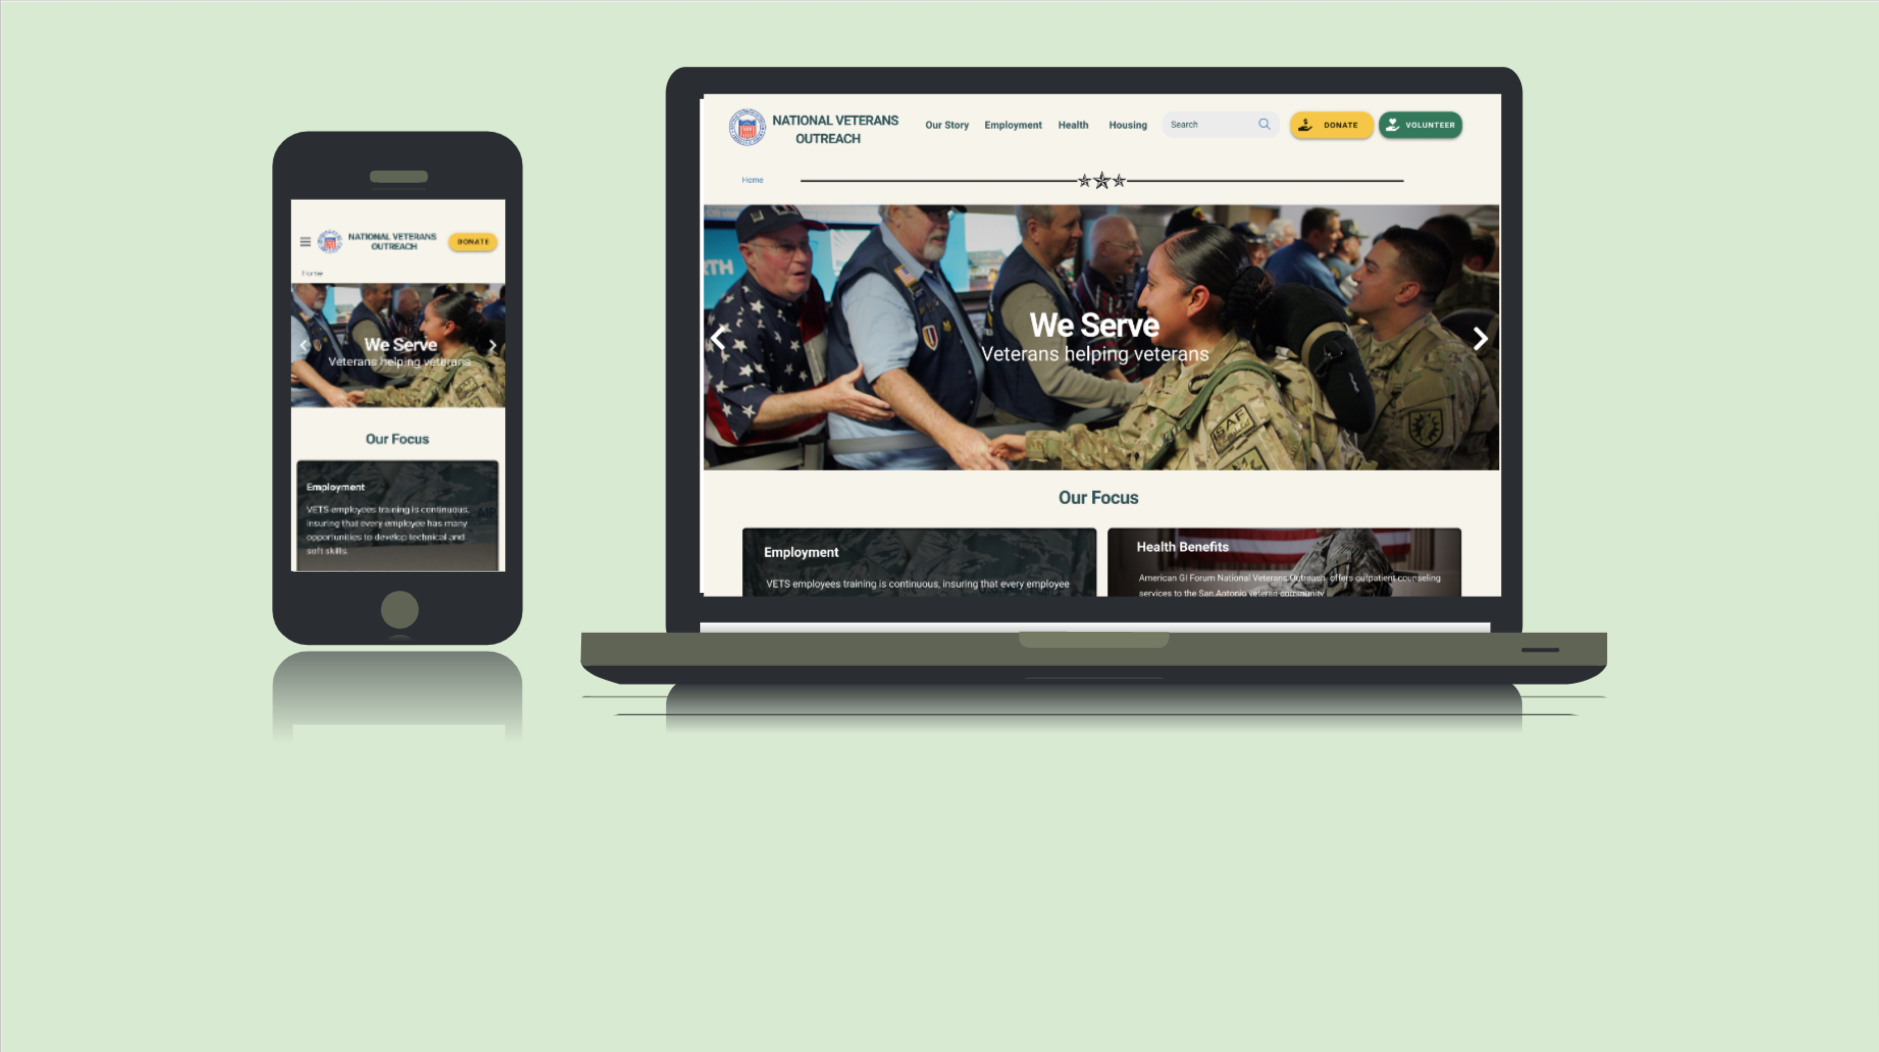 NATIONAL VETERANS
OUTREACH
DONATE
Home
We Serve
Veterans helping veterans
Our Focus
Employment
VETS employees training is continuous,
insuring that every employee has many
opportunities to develop technical and
soft skills.
NATIONAL VETERANS
OUTREACH
Our Story
Employment
Health
Housing
Search
DONATE
VOLUNTEER
Home
RTH
We Serve
Veterans helping veterans
ISAF
Our Focus
Employment
VETS employees training is continuous, insuring that every employee
Health Benefits
American GI Forum National Veterans Outreach, offers outpatient counseling
services to the San Antonio veteran community